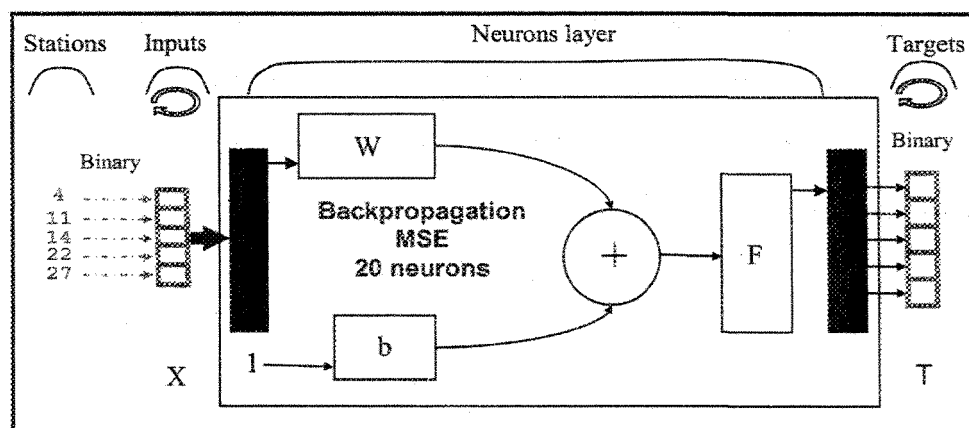 Stations
Inputs
Neurons layer
Targets
Binary
Binary
4
11
14
22
27
W
Backpropagation
MSE
20 neurons
+
F
1
b
X
T